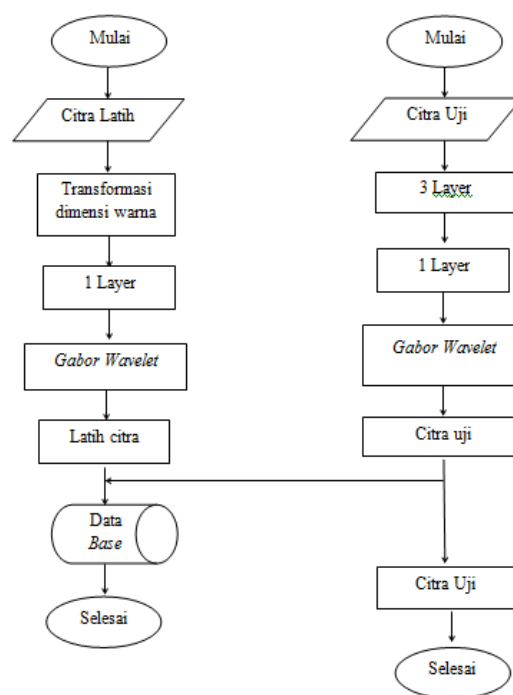 Mulai
Citra Latih
Transformasi
dimensi warna
1 Layer
Gabor Wavelet
Latih citra
Data
Base
Selesai
Mulai
Citra Uji
3 Layer
1 Layer
Gabor Wavelet
Citra uji
Citra Uji
Selesai